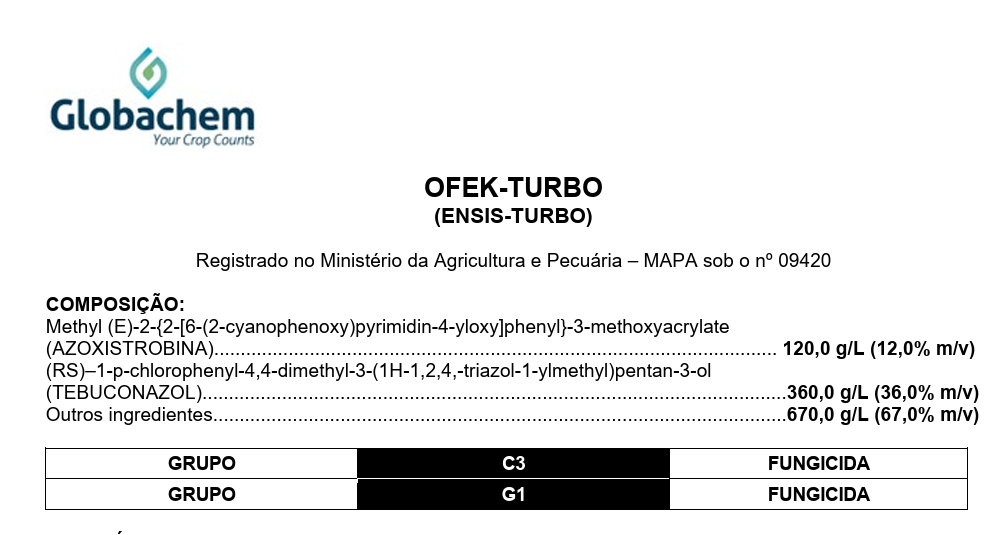 Globachem
Your Crop Counts
OFEK-TURBO
(ENSIS-TURBO)
Registrado no Ministério da Agricultura e Pecuária – MAPA sob o nº 09420
COMPOSIÇÃO:
Methyl (E)-2-{2-[6-(2-cyanophenoxy)pyrimidin-4-yloxy]phenyl}-3-methoxyacrylate
(AZOXISTROBINA)........................................................................................................ 120,0 g/L (12,0% m/v)
(RS)–1-p-chlorophenyl-4,4-dimethyl-3-(1H-1,2,4,-triazol-1-ylmethyl)pentan-3-ol
(TEBUCONAZOL)............................................................................................................360,0 g/L (36,0% m/v)
Outros ingredientes..........................................................................................................670,0 g/L (67,0% m/v)
GRUPO C3 FUNGICIDA
GRUPO G1 FUNGICIDA